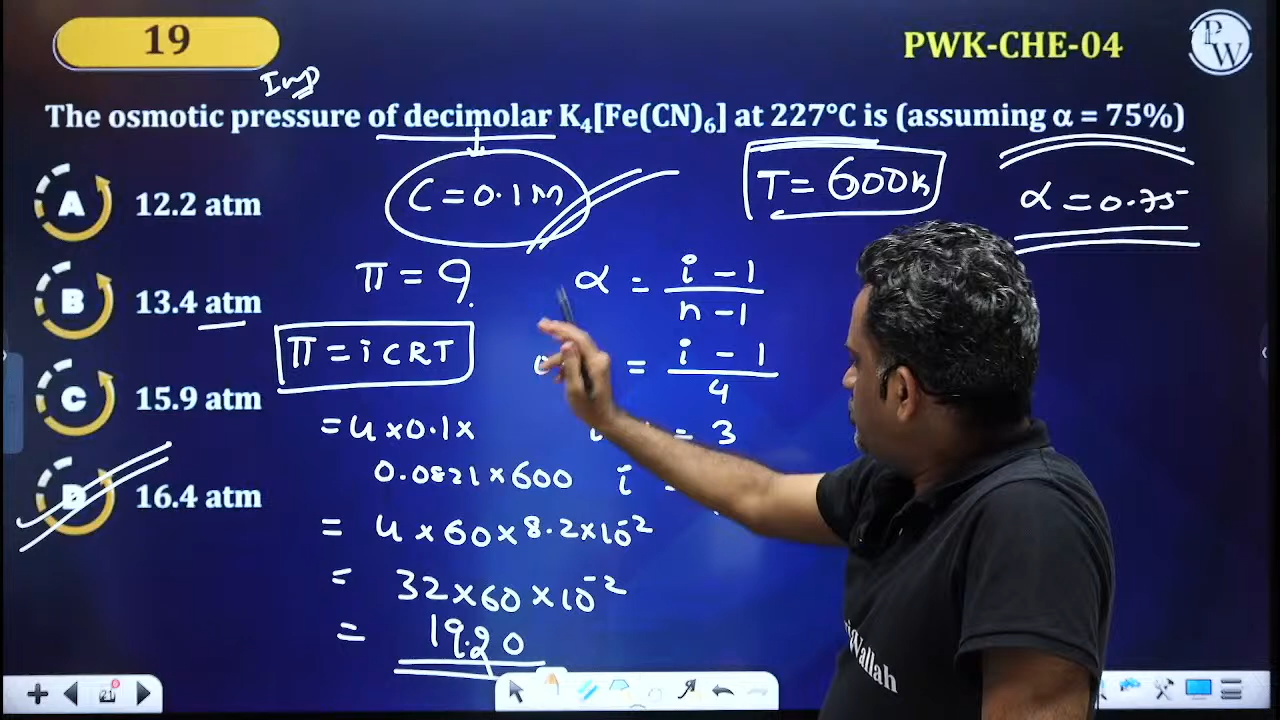 19
PWK-CHE-04
PW
Imp
The osmotic pressure of decimolar K₄[Fe(CN)₆] at 227°C is (assuming α = 75%)
C = 0.1 M
T = 600K
α = 0.75
A 12.2 atm
B 13.4 atm
C 15.9 atm
D 16.4 atm
π = ?
π = i CRT
= 4 × 0.1 ×
0.0821 × 600
= 4 × 60 × 8.2 × 10⁻²
= 32 × 60 × 10⁻²
= 19.20
α = i - 1 / n - 1
= i - 1 / 4
= 3
i =
Wallah
21